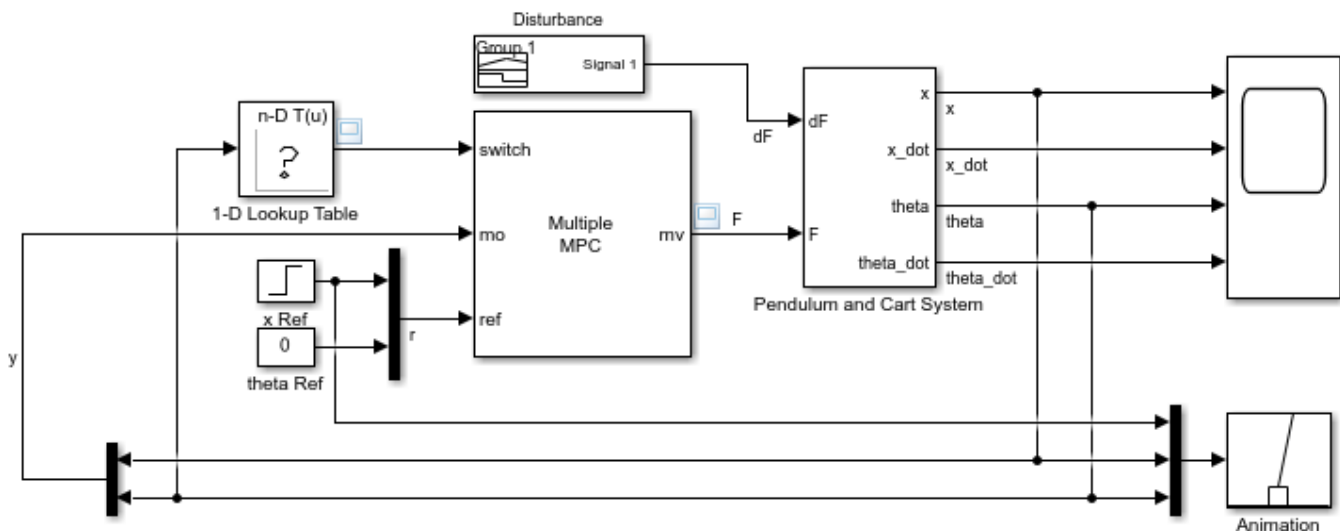 Disturbance
Group 1
Signal 1
n-D T(u)
?
1-D Lookup Table
switch
mo
ref
Multiple
MPC
mv
F
dF
dF
F
x
x_dot
theta
theta_dot
x
x_dot
theta
theta_dot
Pendulum and Cart System
x Ref
0
theta Ref
r
y
Animation